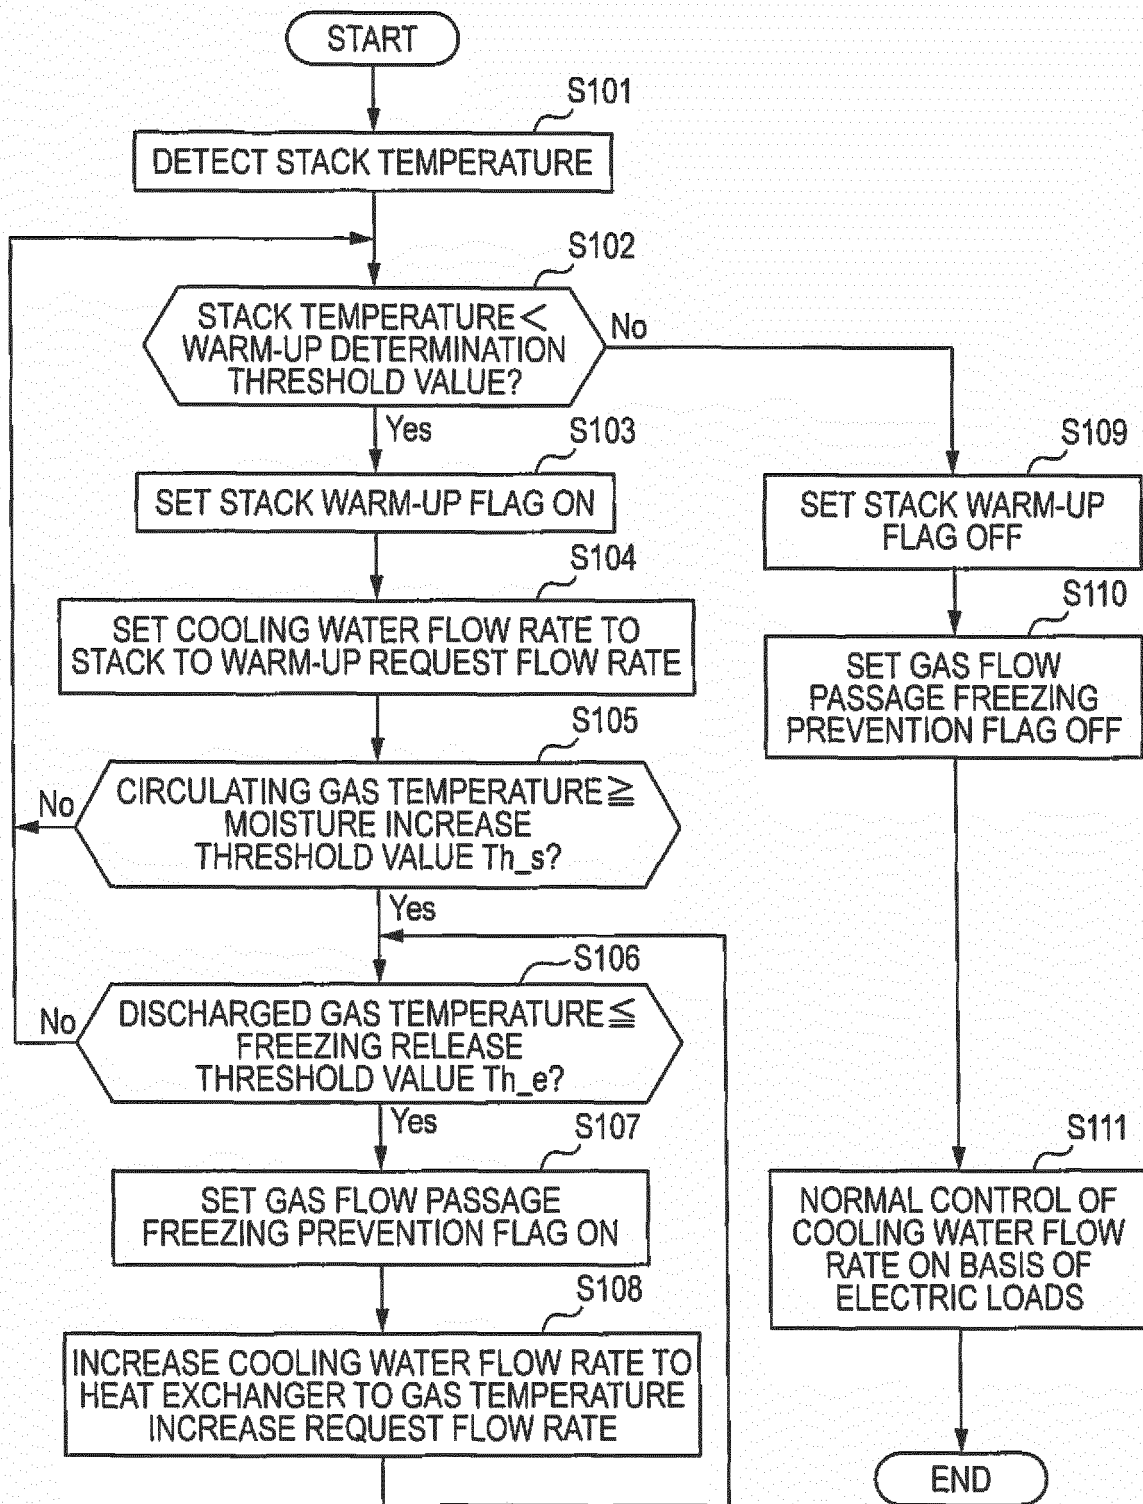 START
S101
DETECT STACK TEMPERATURE
S102
STACK TEMPERATURE<
WARM-UP DETERMINATION
THRESHOLD VALUE?
No
Yes
S103
SET STACK WARM-UP FLAG ON
S104
SET COOLING WATER FLOW RATE TO
STACK TO WARM-UP REQUEST FLOW RATE
S105
CIRCULATING GAS TEMPERATURE≧
MOISTURE INCREASE
THRESHOLD VALUE Th_s?
No
Yes
S106
DISCHARGED GAS TEMPERATURE≦
FREEZING RELEASE
THRESHOLD VALUE Th_e?
No
Yes
S107
SET GAS FLOW PASSAGE
FREEZING PREVENTION FLAG ON
S108
INCREASE COOLING WATER FLOW RATE TO
HEAT EXCHANGER TO GAS TEMPERATURE
INCREASE REQUEST FLOW RATE
S109
SET STACK WARM-UP
FLAG OFF
S110
SET GAS FLOW
PASSAGE FREEZING
PREVENTION FLAG OFF
S111
NORMAL CONTROL OF
COOLING WATER FLOW
RATE ON BASIS OF
ELECTRIC LOADS
END